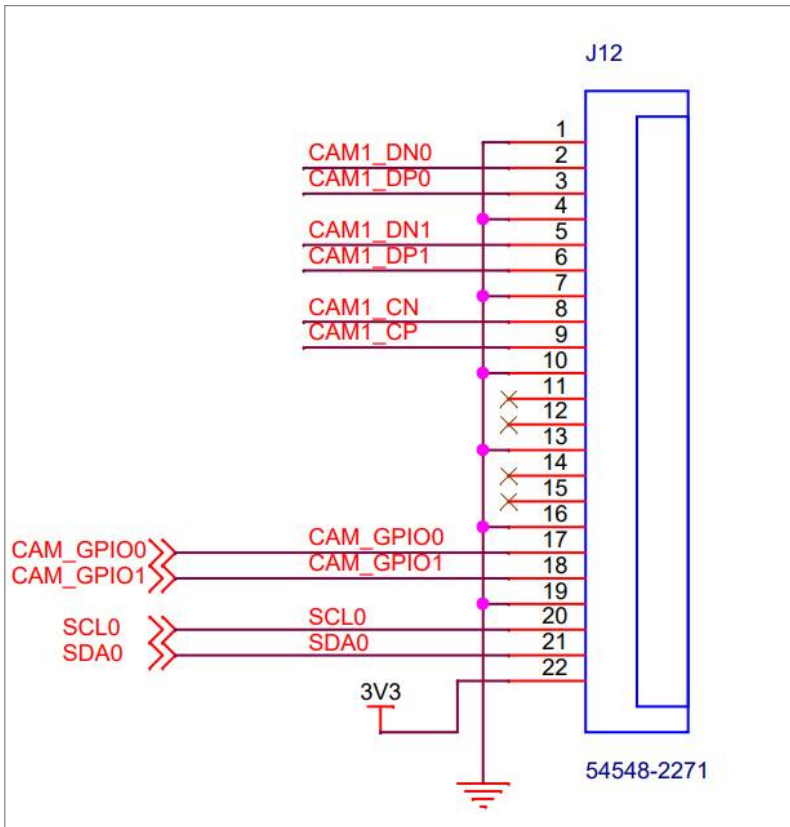 J12
1
CAM1_DN0 2
CAM1_DP0 3
4
CAM1_DN1 5
CAM1_DP1 6
7
CAM1_CN 8
CAM1_CP 9
10
11
12
13
14
15
16
CAM_GPIO0 CAM_GPIO0 17
CAM_GPIO1 CAM_GPIO1 18
19
SCL0 SCL0 20
SDA0 SDA0 21
22
3V3
54548-2271